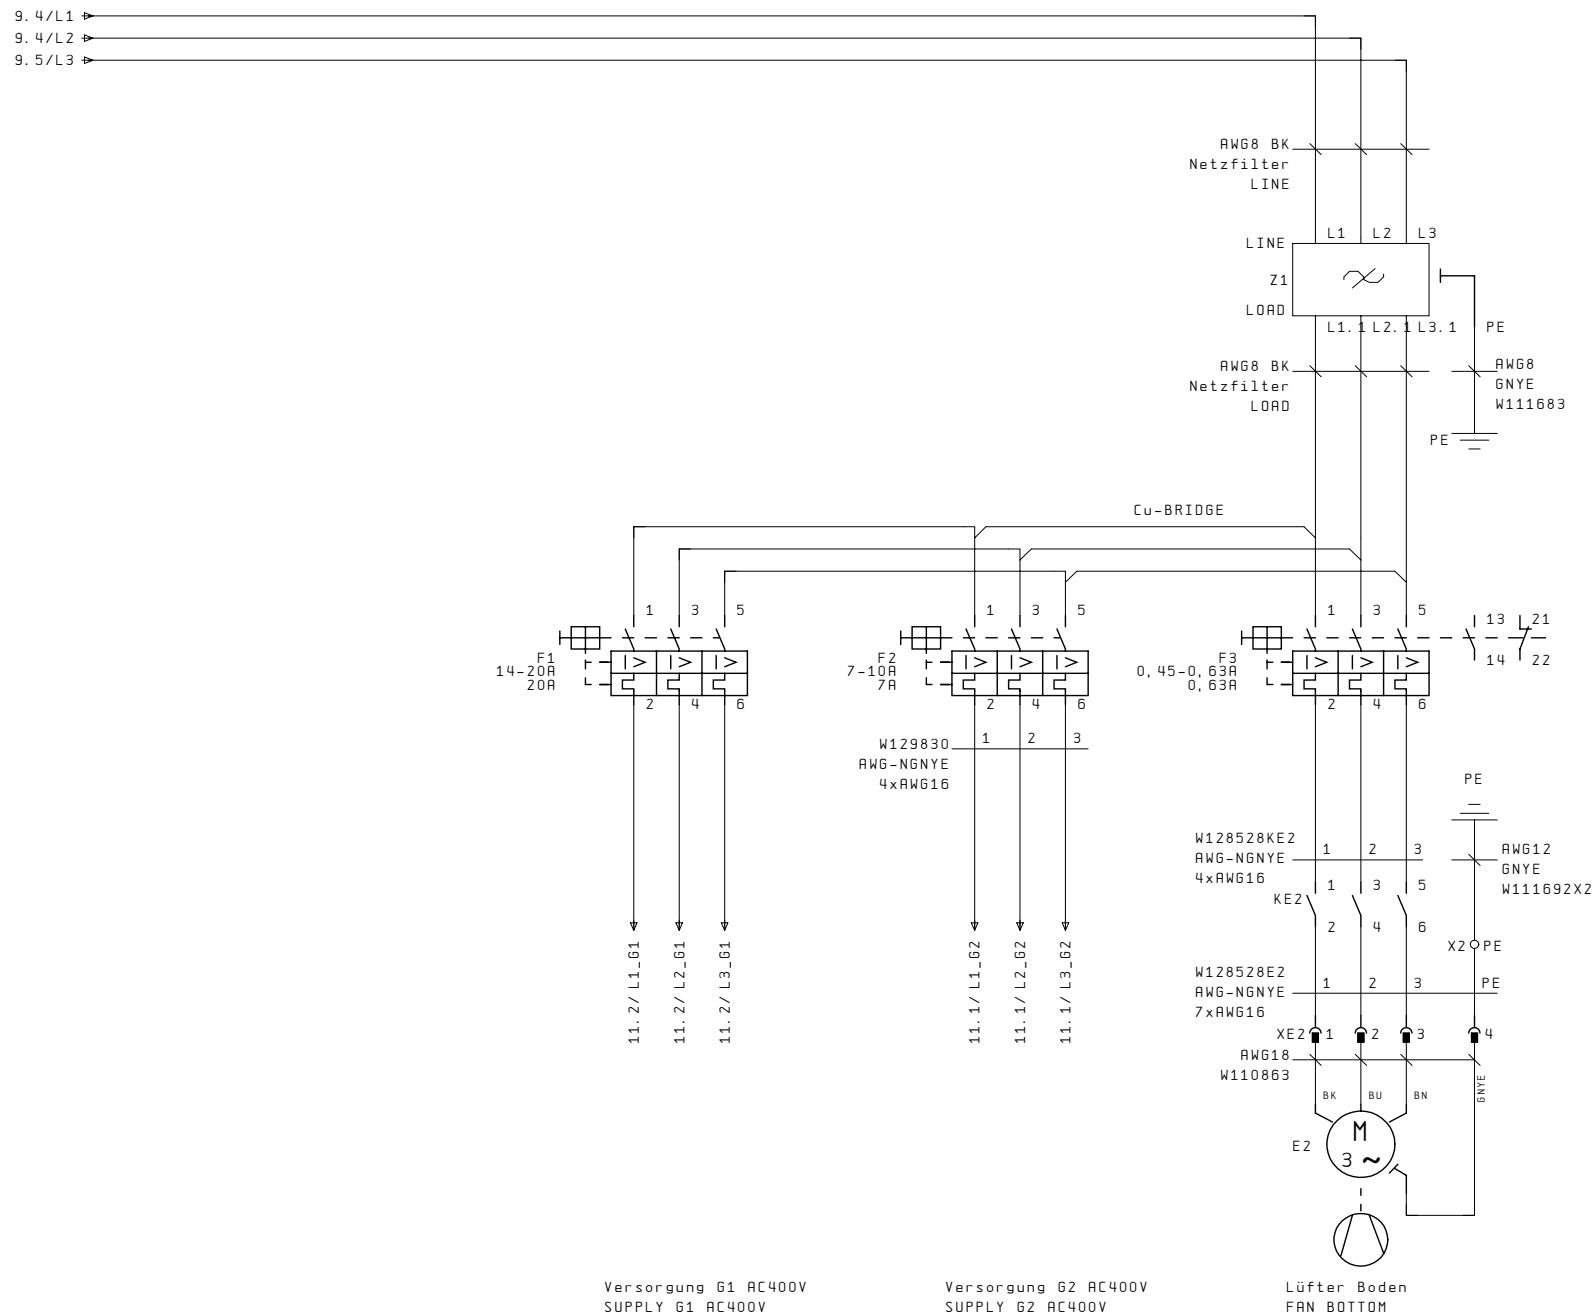 9.4/L1
9.4/L2
9.5/L3
AWG8 BK
Netzfilter
LINE
LINE
L1 L2 L3
Z1
LOAD
L1.1 L2.1 L3.1 PE
AWG8 BK
Netzfilter
LOAD
AWG8
GNYE
W111683
PE
Cu-BRIDGE
1 3 5
F1
14-20A
20A
I> I> I>
2 4 6
1 3 5
F2
7-10A
7A
I> I> I>
2 4 6
1 3 5
F3
0,45-0,63A
0,63A
I> I> I>
2 4 6
13 21
14 22
W129830
AWG-NGNYE
4xAWG16
1 2 3
PE
W128528KE2
AWG-NGNYE
4xAWG16
1 2 3
AWG12
GNYE
W111692X2
KE2
1 3 5
2 4 6
X2 PE
11.2/ L1_G1
11.2/ L2_G1
11.2/ L3_G1
11.1/ L1_G2
11.1/ L2_G2
11.1/ L3_G2
W128528E2
AWG-NGNYE
7xAWG16
1 2 3 PE
XE2 1 2 3 4
AWG18
W110863
BK BU BN GNYE
E2
M
3 ~
Versorgung G1 AC400V
SUPPLY G1 AC400V
Versorgung G2 AC400V
SUPPLY G2 AC400V
Lüfter Boden
FAN BOTTOM